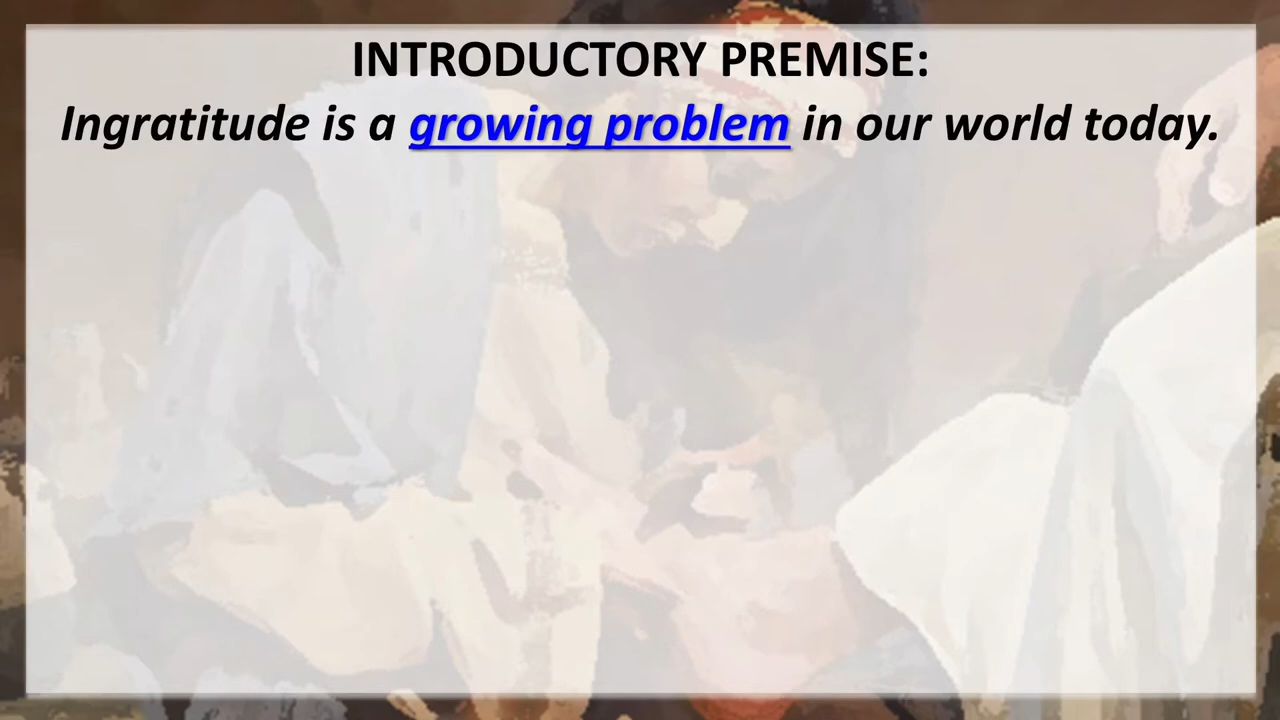 INTRODUCTORY PREMISE:
Ingratitude is a growing problem in our world today.